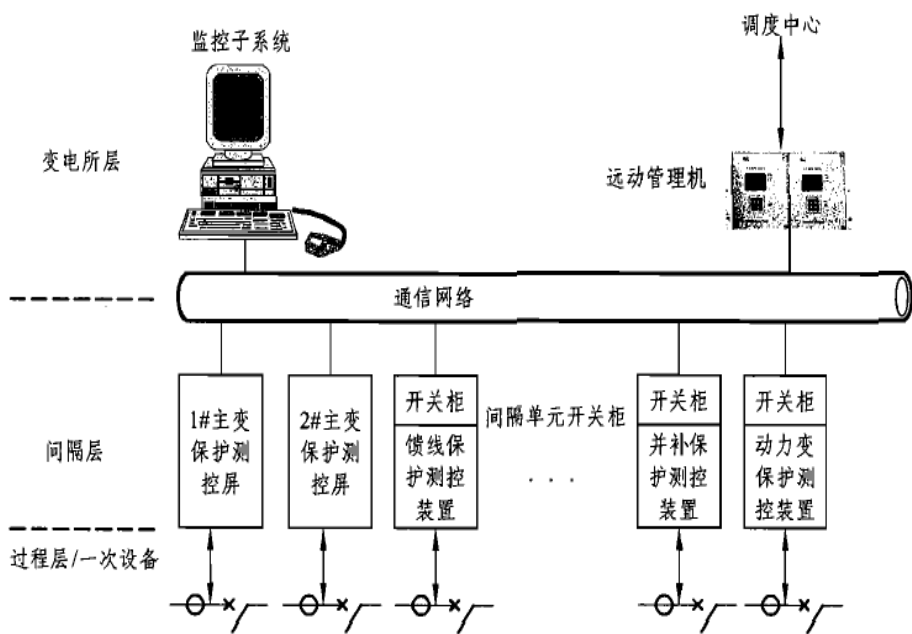 监控子系统
调度中心
变电所层
远动管理机
通信网络
1#主变
保护测
控屏
2#主变
保护测
控屏
开关柜
馈线保
护测控
装置
间隔单元开关柜
. . .
开关柜
并补保
护测控
装置
开关柜
动力变
保护测
控装置
间隔层
过程层/一次设备